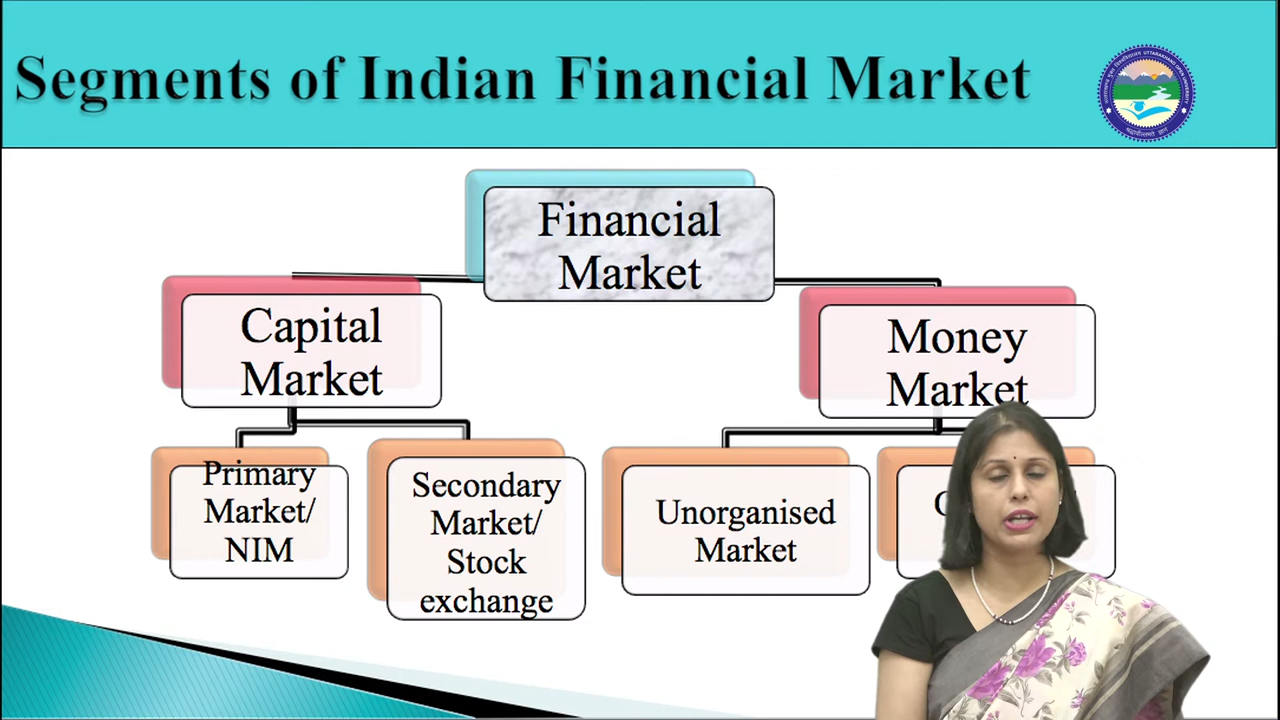 Segments of Indian Financial Market
Financial
Market
Capital
Market
Money
Market
Primary
Market/
NIM
Secondary
Market/
Stock
exchange
Unorganised
Market